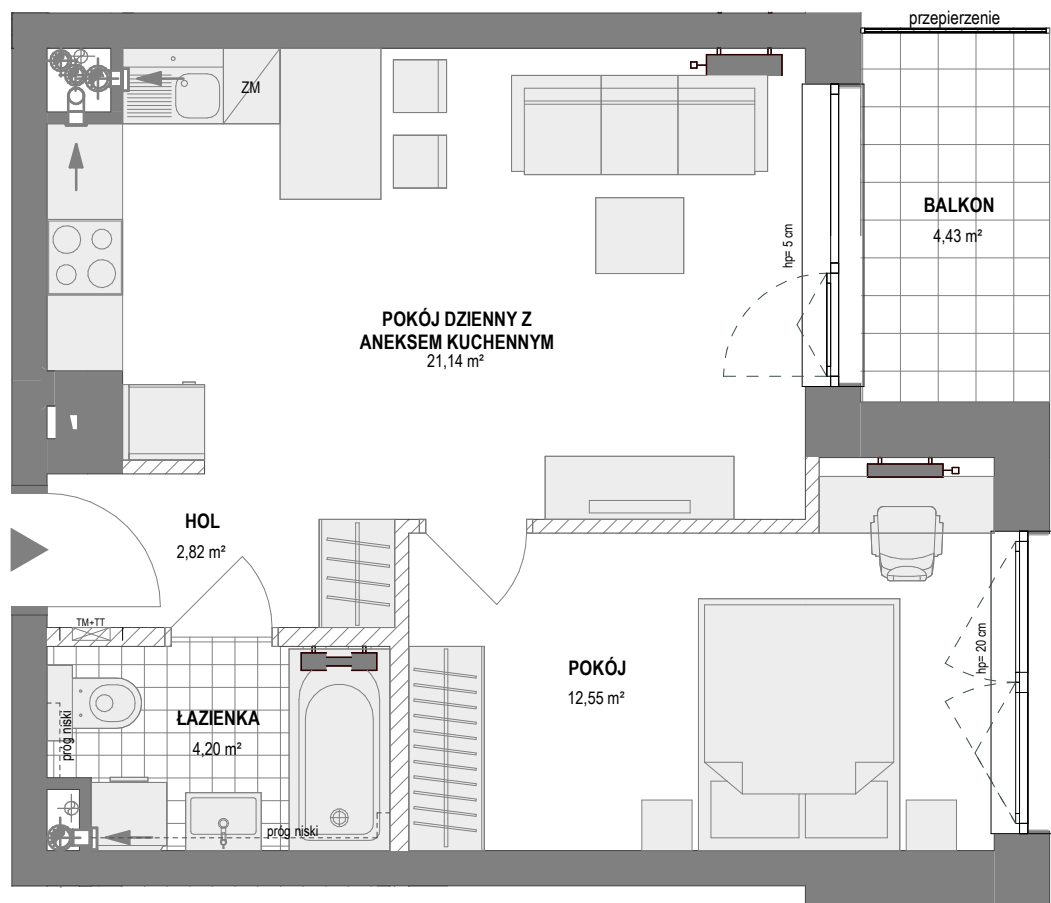 przepierzenie
ZM
BALKON
4,43 m²
hp= 5 cm
POKÓJ DZIENNY Z
ANEKSEM KUCHENNYM
21,14 m²
HOL
2,82 m²
TM+TT
POKÓJ
12,55 m²
hp= 20 cm
ŁAZIENKA
4,20 m²
próg niski
próg niski